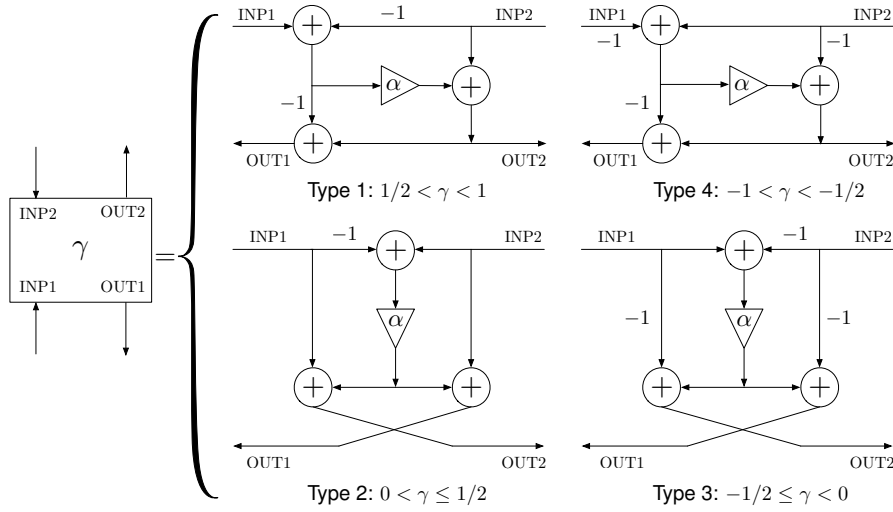 INP2
OUT2
γ
INP1
OUT1
=
INP1
−1
INP2
+
α
+
−1
+
OUT1
OUT2
Type 1: 1/2 < γ < 1
INP1
−1
+
INP2
−1
α
+
−1
+
OUT1
OUT2
Type 4: −1 < γ < −1/2
INP1
−1
+
INP2
α
+
+
OUT1
OUT2
Type 2: 0 < γ ≤ 1/2
INP1
+
−1
INP2
−1
α
−1
+
+
OUT1
OUT2
Type 3: −1/2 ≤ γ < 0